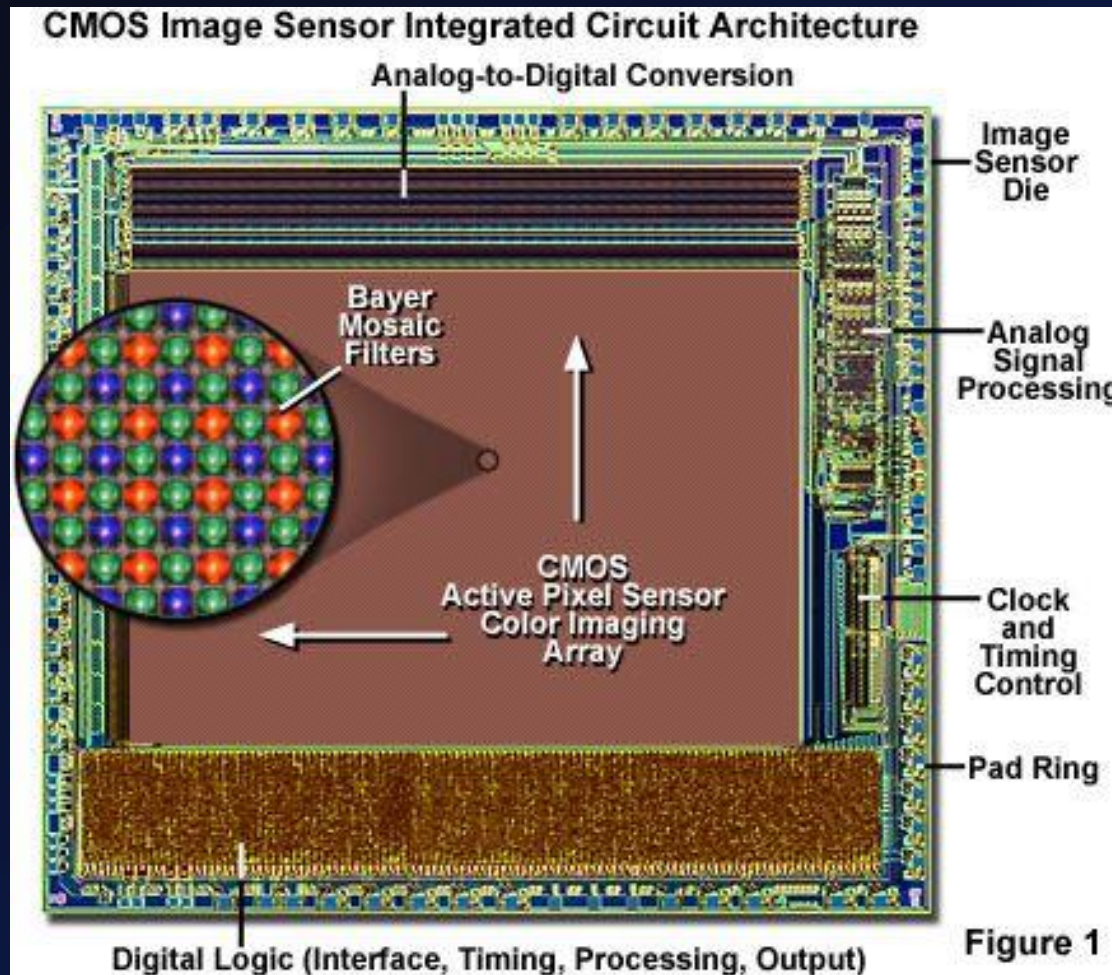 CMOS Image Sensor Integrated Circuit Architecture
Analog-to-Digital Conversion
Image
Sensor
Die
Bayer
Mosaic
Filters
Analog
Signal
Processing
CMOS
Active Pixel Sensor
Color Imaging
Array
Clock
and
Timing
Control
Pad Ring
Digital Logic (Interface, Timing, Processing, Output)
Figure 1